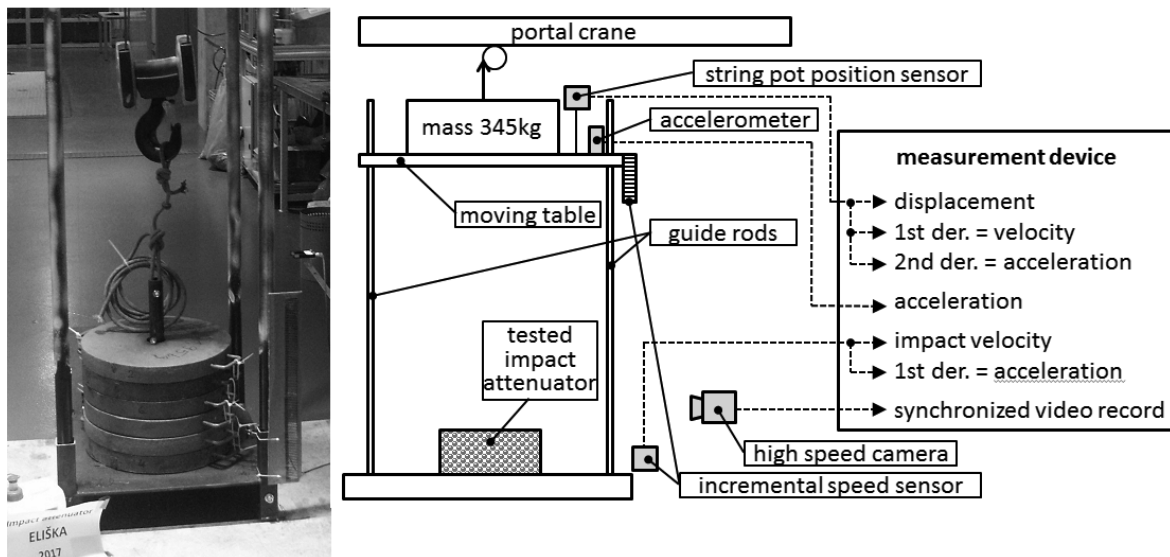 impact attenuator
ELIŠKA
2017
portal crane
string pot position sensor
mass 345kg
accelerometer
measurement device
displacement
moving table
guide rods
1st der. = velocity
2nd der. = acceleration
acceleration
tested
impact
attenuator
impact velocity
1st der. = acceleration
synchronized video record
high speed camera
incremental speed sensor